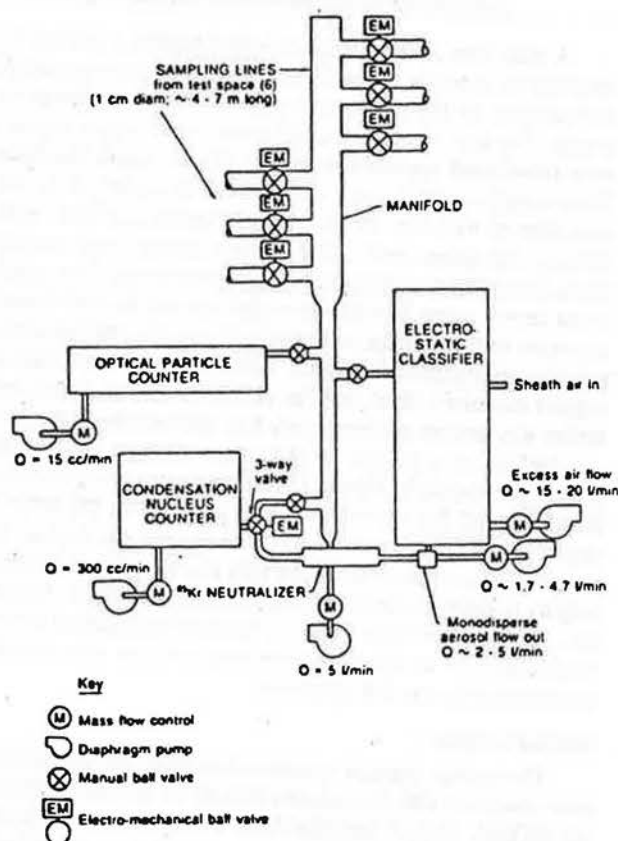 EM
SAMPLING LINES
from test space (6)
(1 cm diam; ~ 4 - 7 m long)
EM
EM
EM
MANIFOLD
EM
EM
ELECTRO-
STATIC
CLASSIFIER
OPTICAL PARTICLE
COUNTER
Sheath air in
M
Q = 15 cc/min
3-way
valve
Excess air flow
Q ~ 15 - 20 l/min
CONDENSATION
NUCLEUS
COUNTER
EM
M
M
Q = 300 cc/min
M
Q ~ 1.7 - 4.7 l/min
⁸⁵Kr NEUTRALIZER
M
Monodisperse
aerosol flow out
Q ~ 2 - 5 l/min
Q = 5 l/min
Key
M Mass flow control
Diaphragm pump
Manual ball valve
EM
Electro-mechanical ball valve